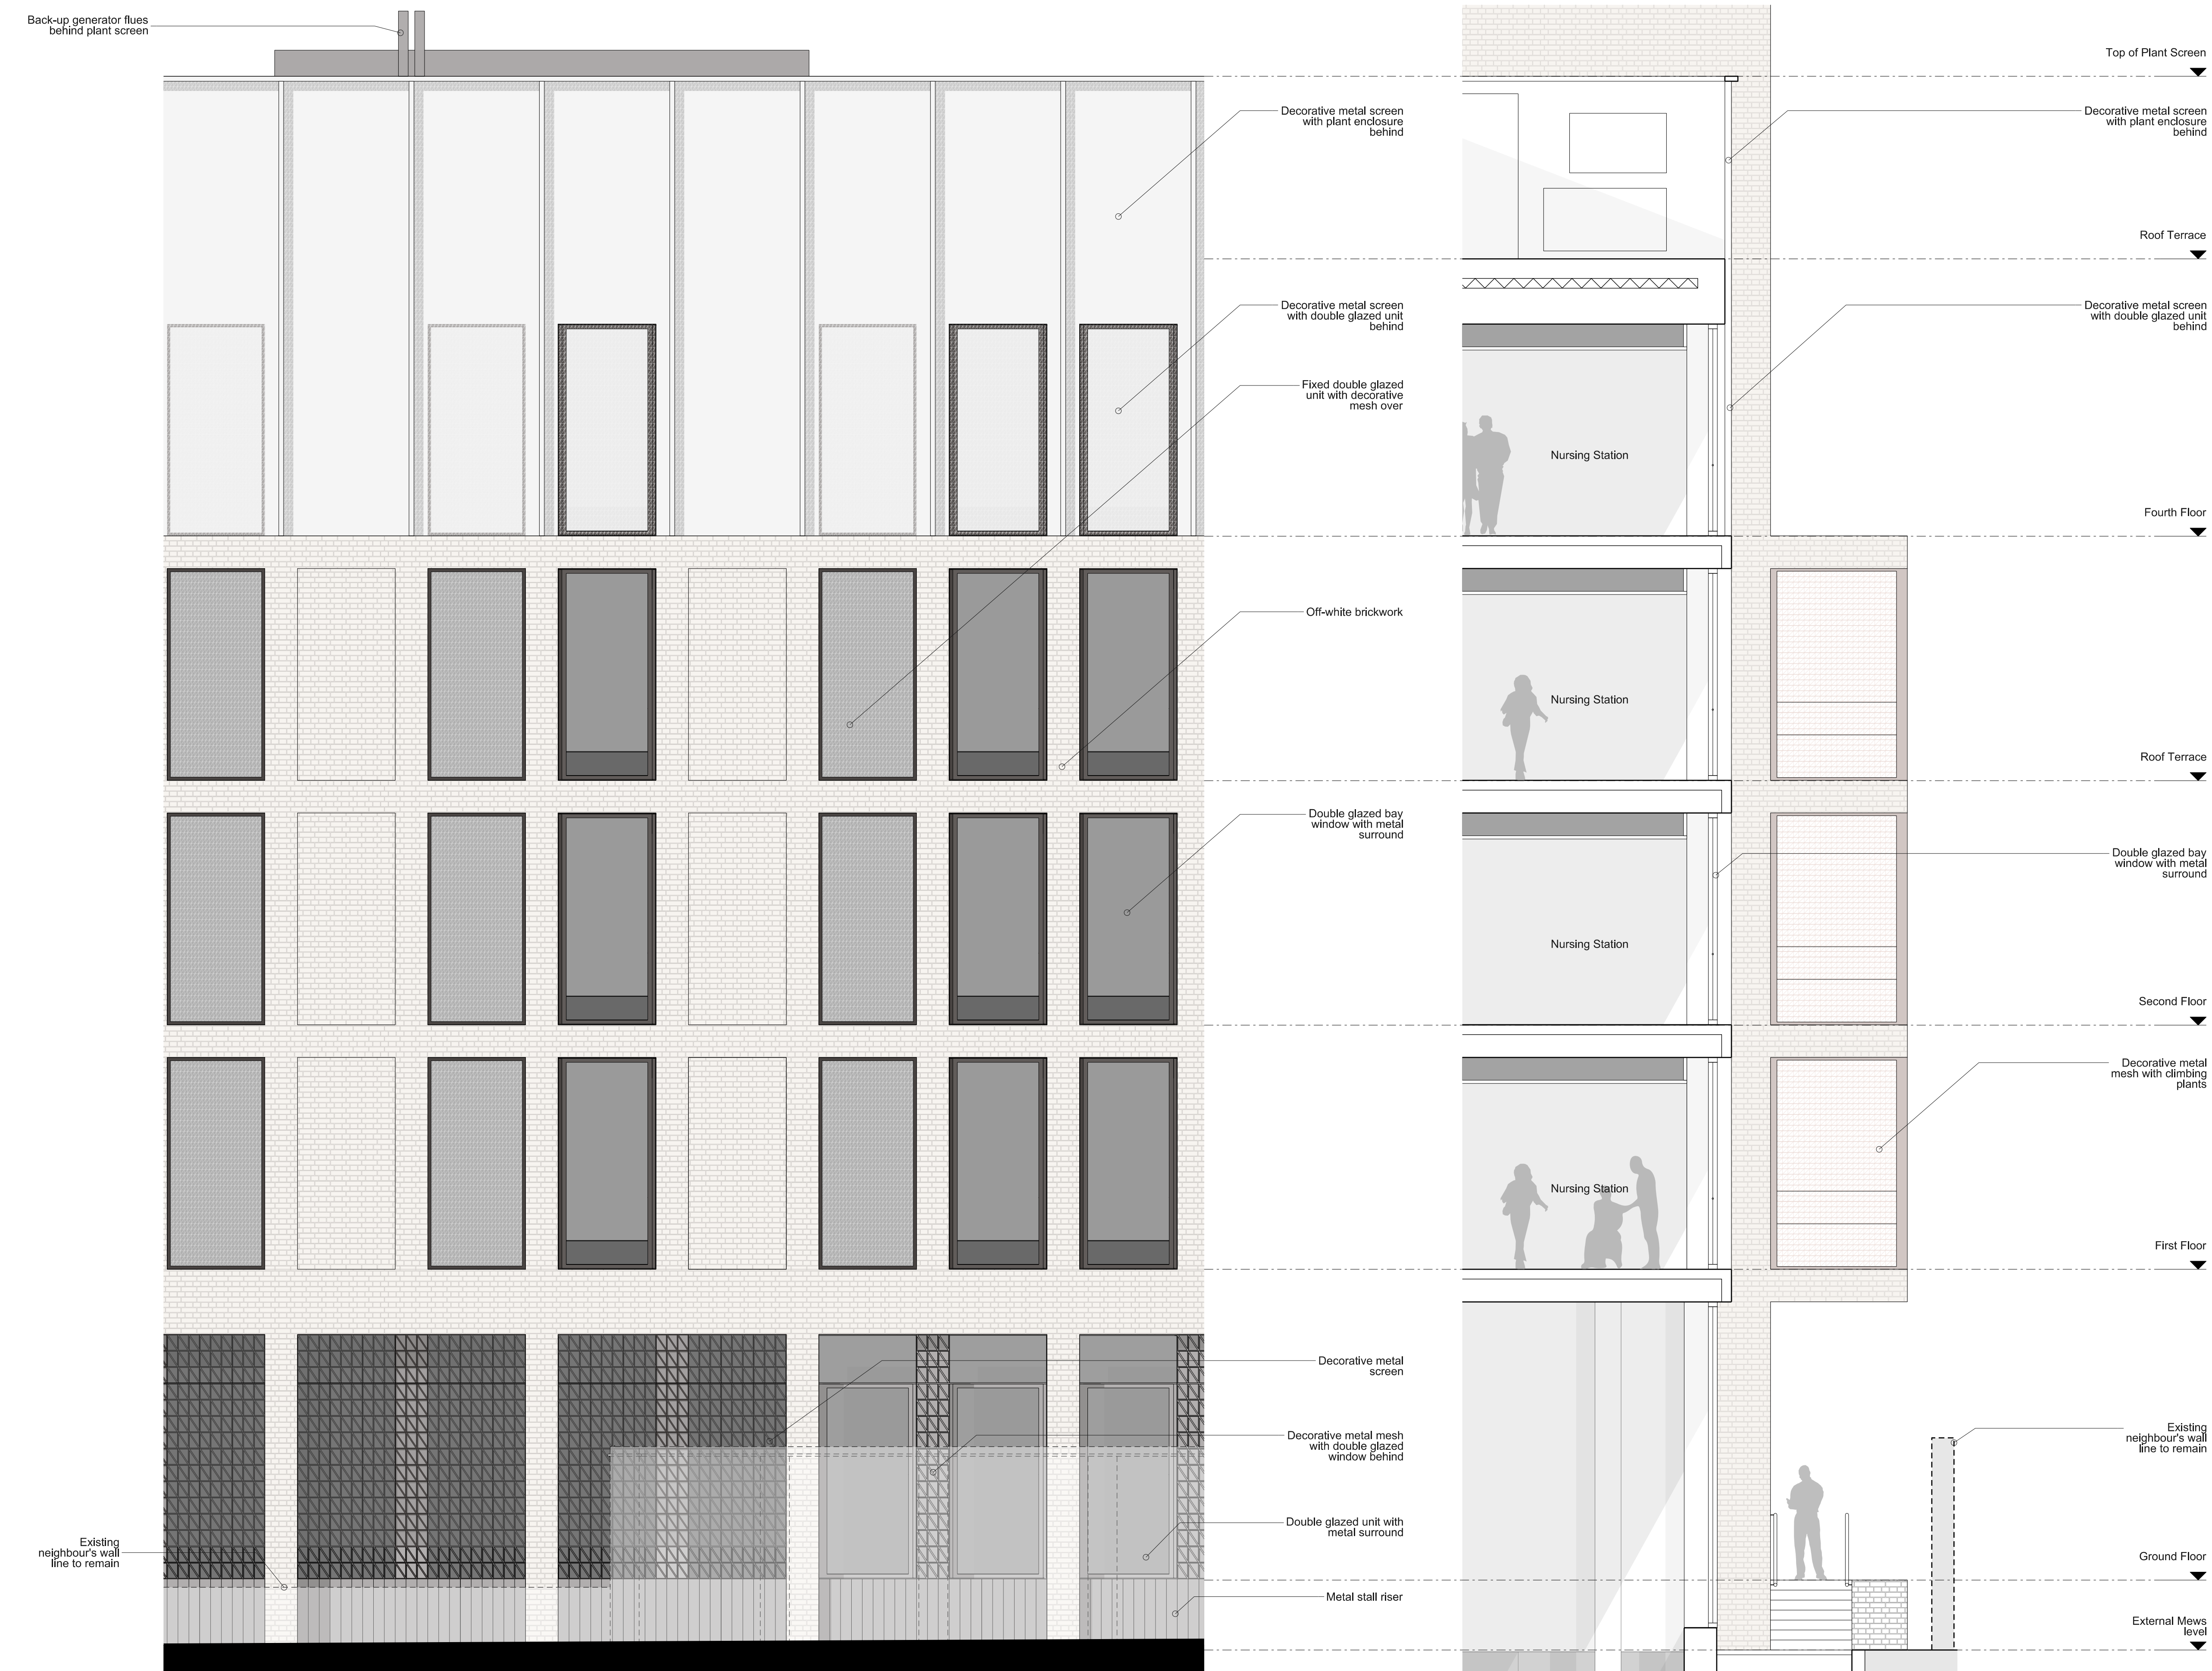 Back-up generator flues
behind plant screen
Top of Plant Screen
Decorative metal screen
with plant enclosure
behind
Decorative metal screen
with plant enclosure
behind
Roof Terrace
Decorative metal screen
with double glazed unit
behind
Decorative metal screen
with double glazed unit
behind
Fixed double glazed
unit with decorative
mesh over
Nursing Station
Fourth Floor
Off-white brickwork
Nursing Station
Roof Terrace
Double glazed bay
window with metal
surround
Double glazed bay
window with metal
surround
Nursing Station
Second Floor
Decorative metal
mesh with climbing
plants
Nursing Station
First Floor
Decorative metal
screen
Decorative metal mesh
with double glazed
window behind
Existing
neighbour's wall
line to remain
Double glazed unit with
metal surround
Existing
neighbour's wall
line to remain
Ground Floor
Metal stall riser
External Mews
level